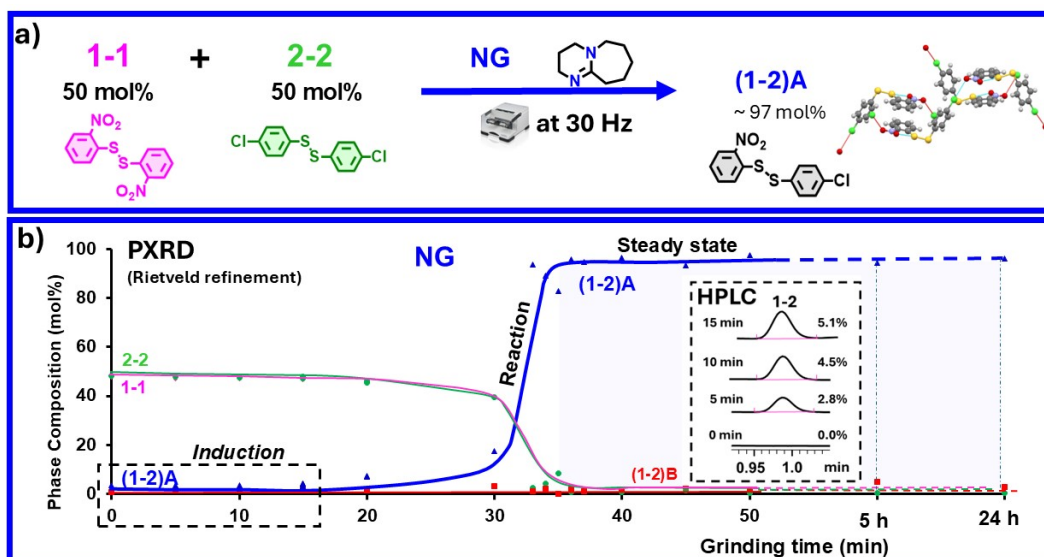 a)
1-1 + 2-2
50 mol% 50 mol%
NO₂
S
S
O₂N
Cl
S
S
Cl
NG
N
N
at 30 Hz
(1-2)A
~ 97 mol%
NO₂
S
S
Cl
b)
PXRD
(Rietveld refinement)
NG
Steady state
(1-2)A
Reaction
HPLC
1-2
15 min 5.1%
10 min 4.5%
5 min 2.8%
0 min 0.0%
0.95 1.0 min
2-2
1-1
Induction
(1-2)A
(1-2)B
Phase Composition (mol%)
100
80
60
40
20
0
0 10 20 30 40 50 5 h 24 h
Grinding time (min)